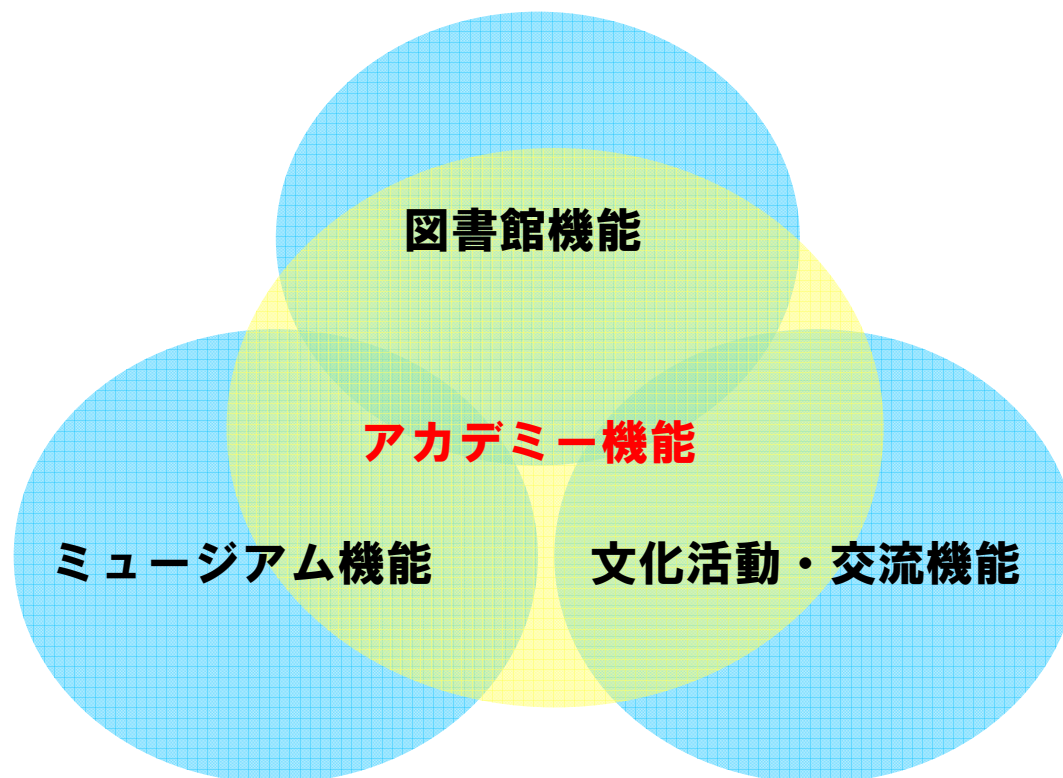 図書館機能
アカデミー機能
ミュージアム機能
文化活動・交流機能